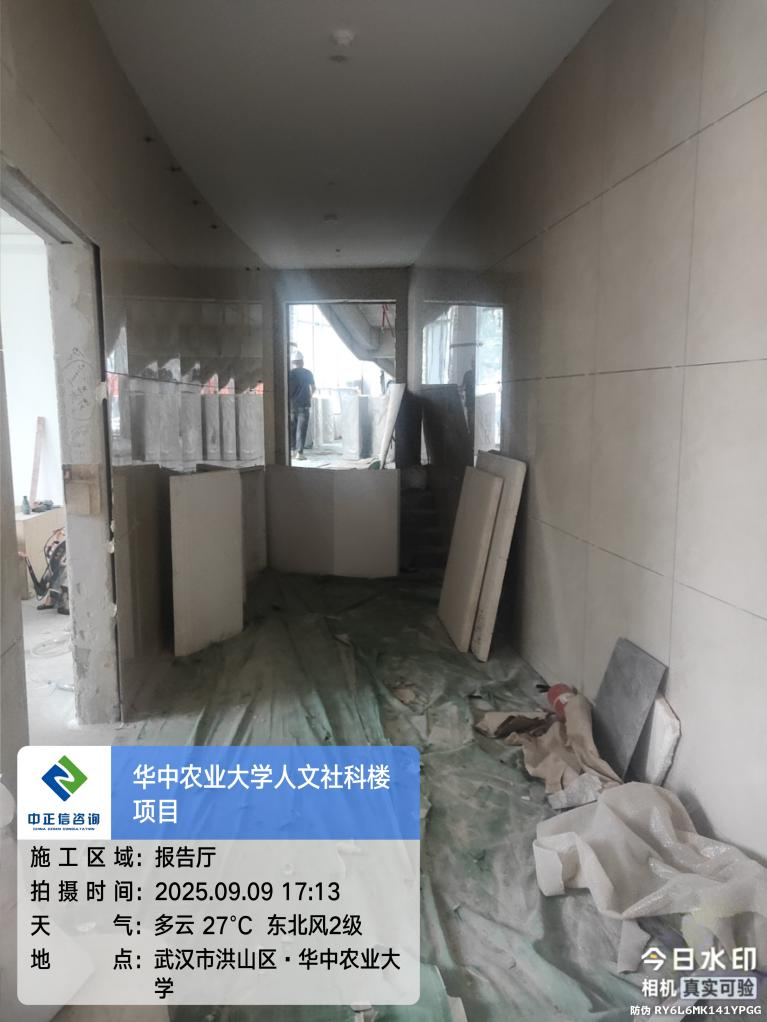 华中农业大学人文社科楼
项目
中正信咨询
施工区域：报告厅
拍摄时间：2025.09.09 17:13
天气：多云 27℃ 东北风2级
地点：武汉市洪山区·华中农业大
学
今日水印
相机 真实可验
防伪 RY6L6MK141YPGG